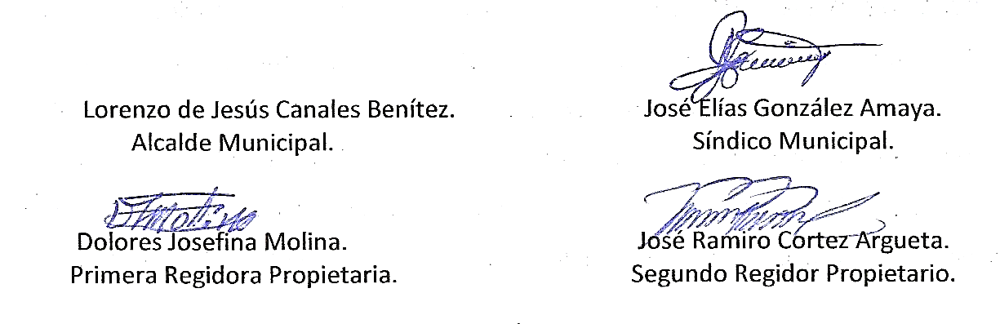 Lorenzo de Jesús Canales Benítez.
Alcalde Municipal.
José Elías González Amaya.
Síndico Municipal.
Dolores Josefina Molina.
Primera Regidora Propietaria.
José Ramiro Cortez Argueta.
Segundo Regidor Propietario.